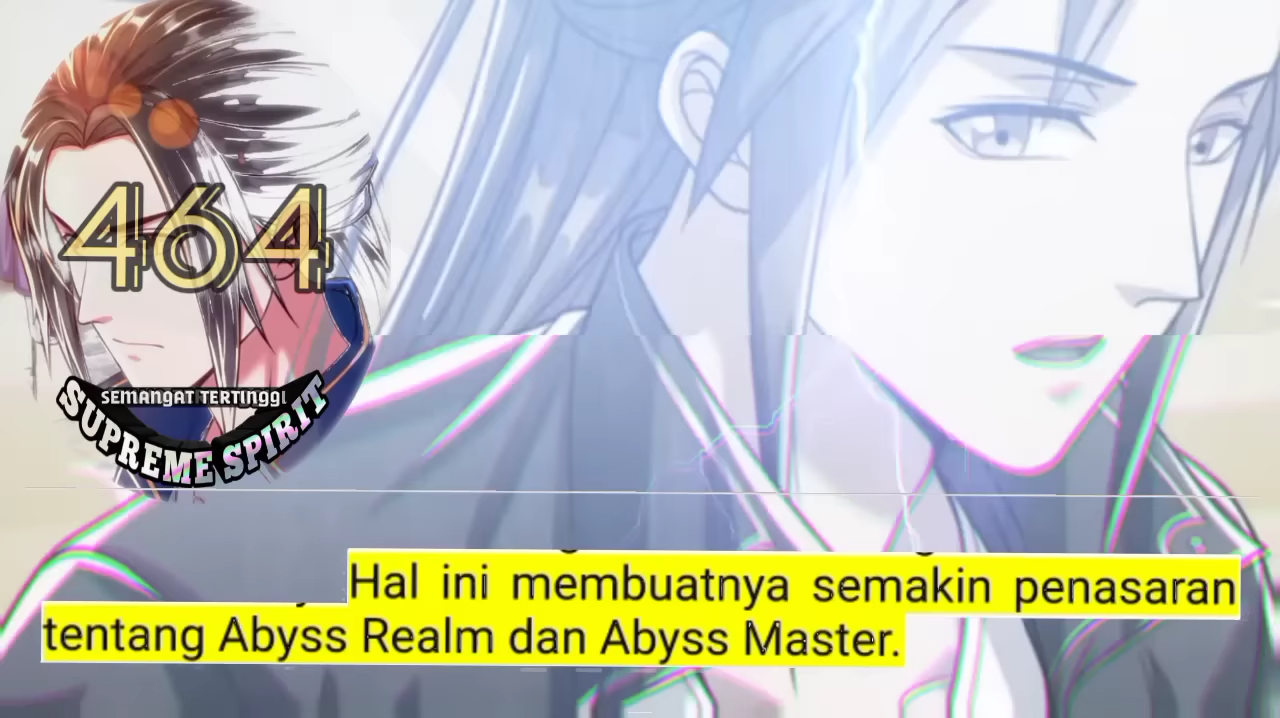 464
SEMANGAT TERTINGGI
SUPREME SPIRIT
Hal ini membuatnya semakin penasaran
tentang Abyss Realm dan Abyss Master.